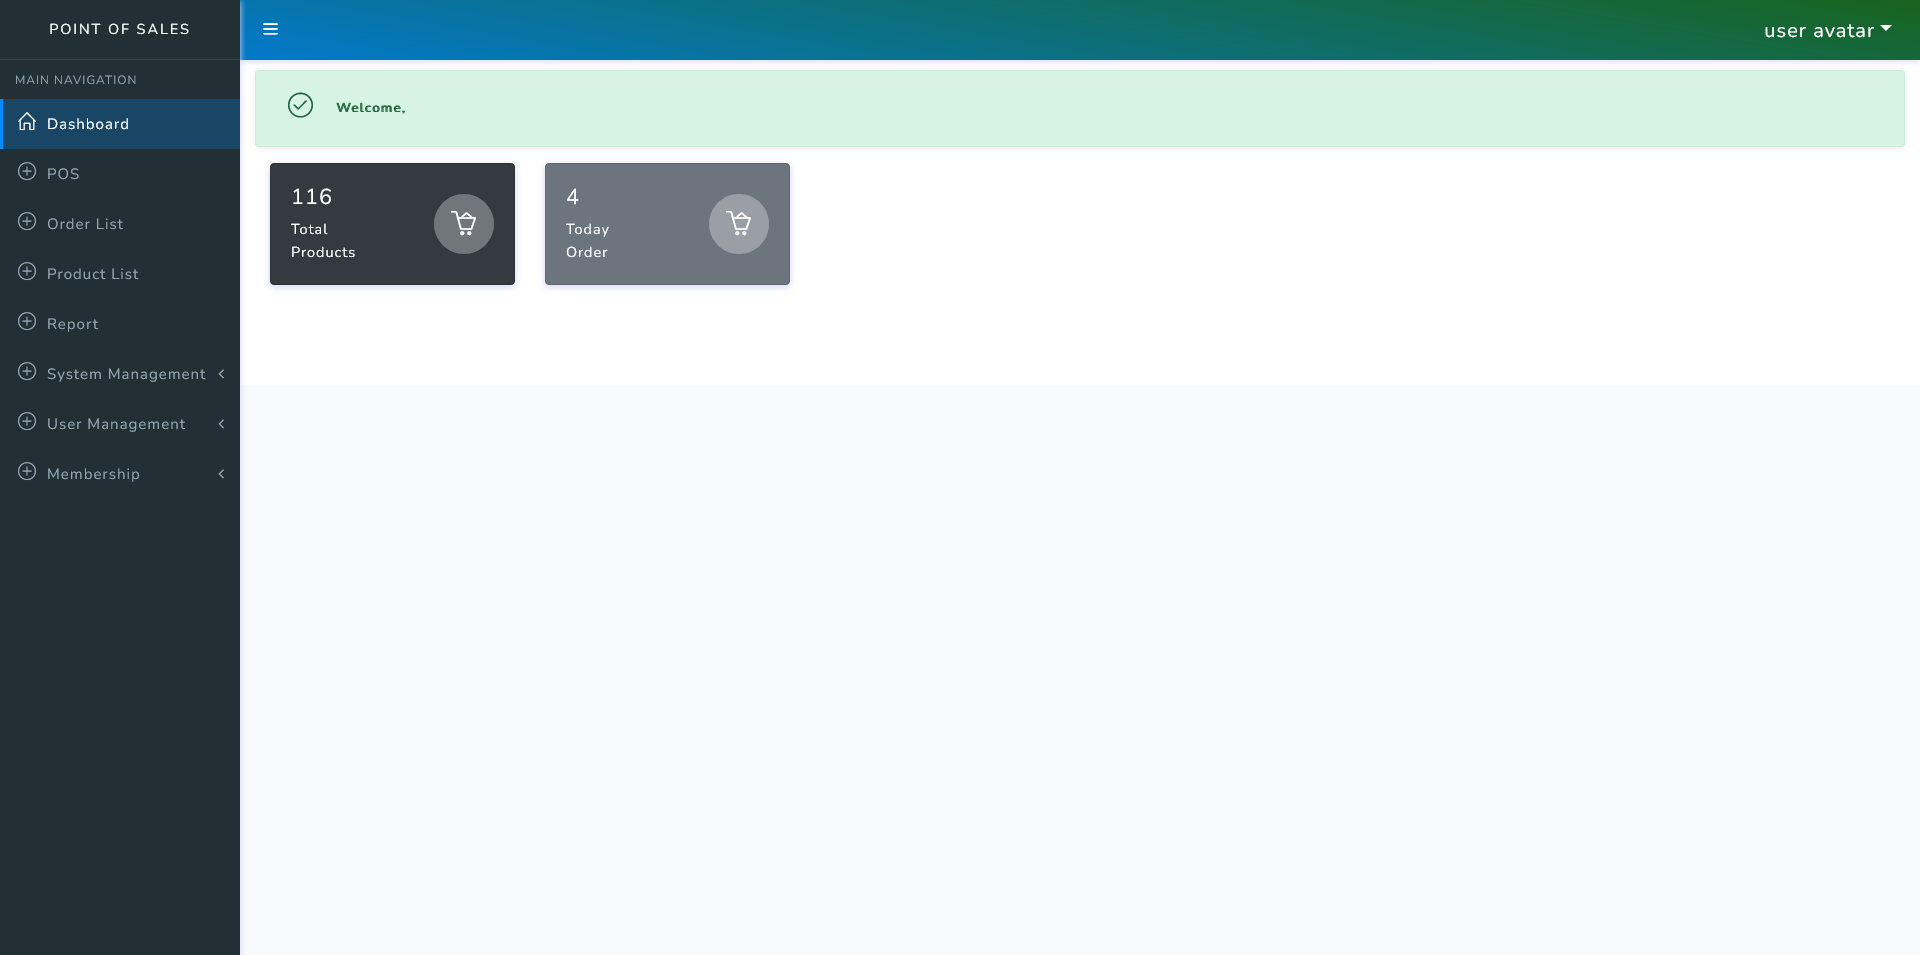 POINT OF SALES
user avatar
MAIN NAVIGATION
Dashboard
POS
Order List
Product List
Report
System Management
User Management
Membership
Welcome,
116
Total
Products
4
Today
Order